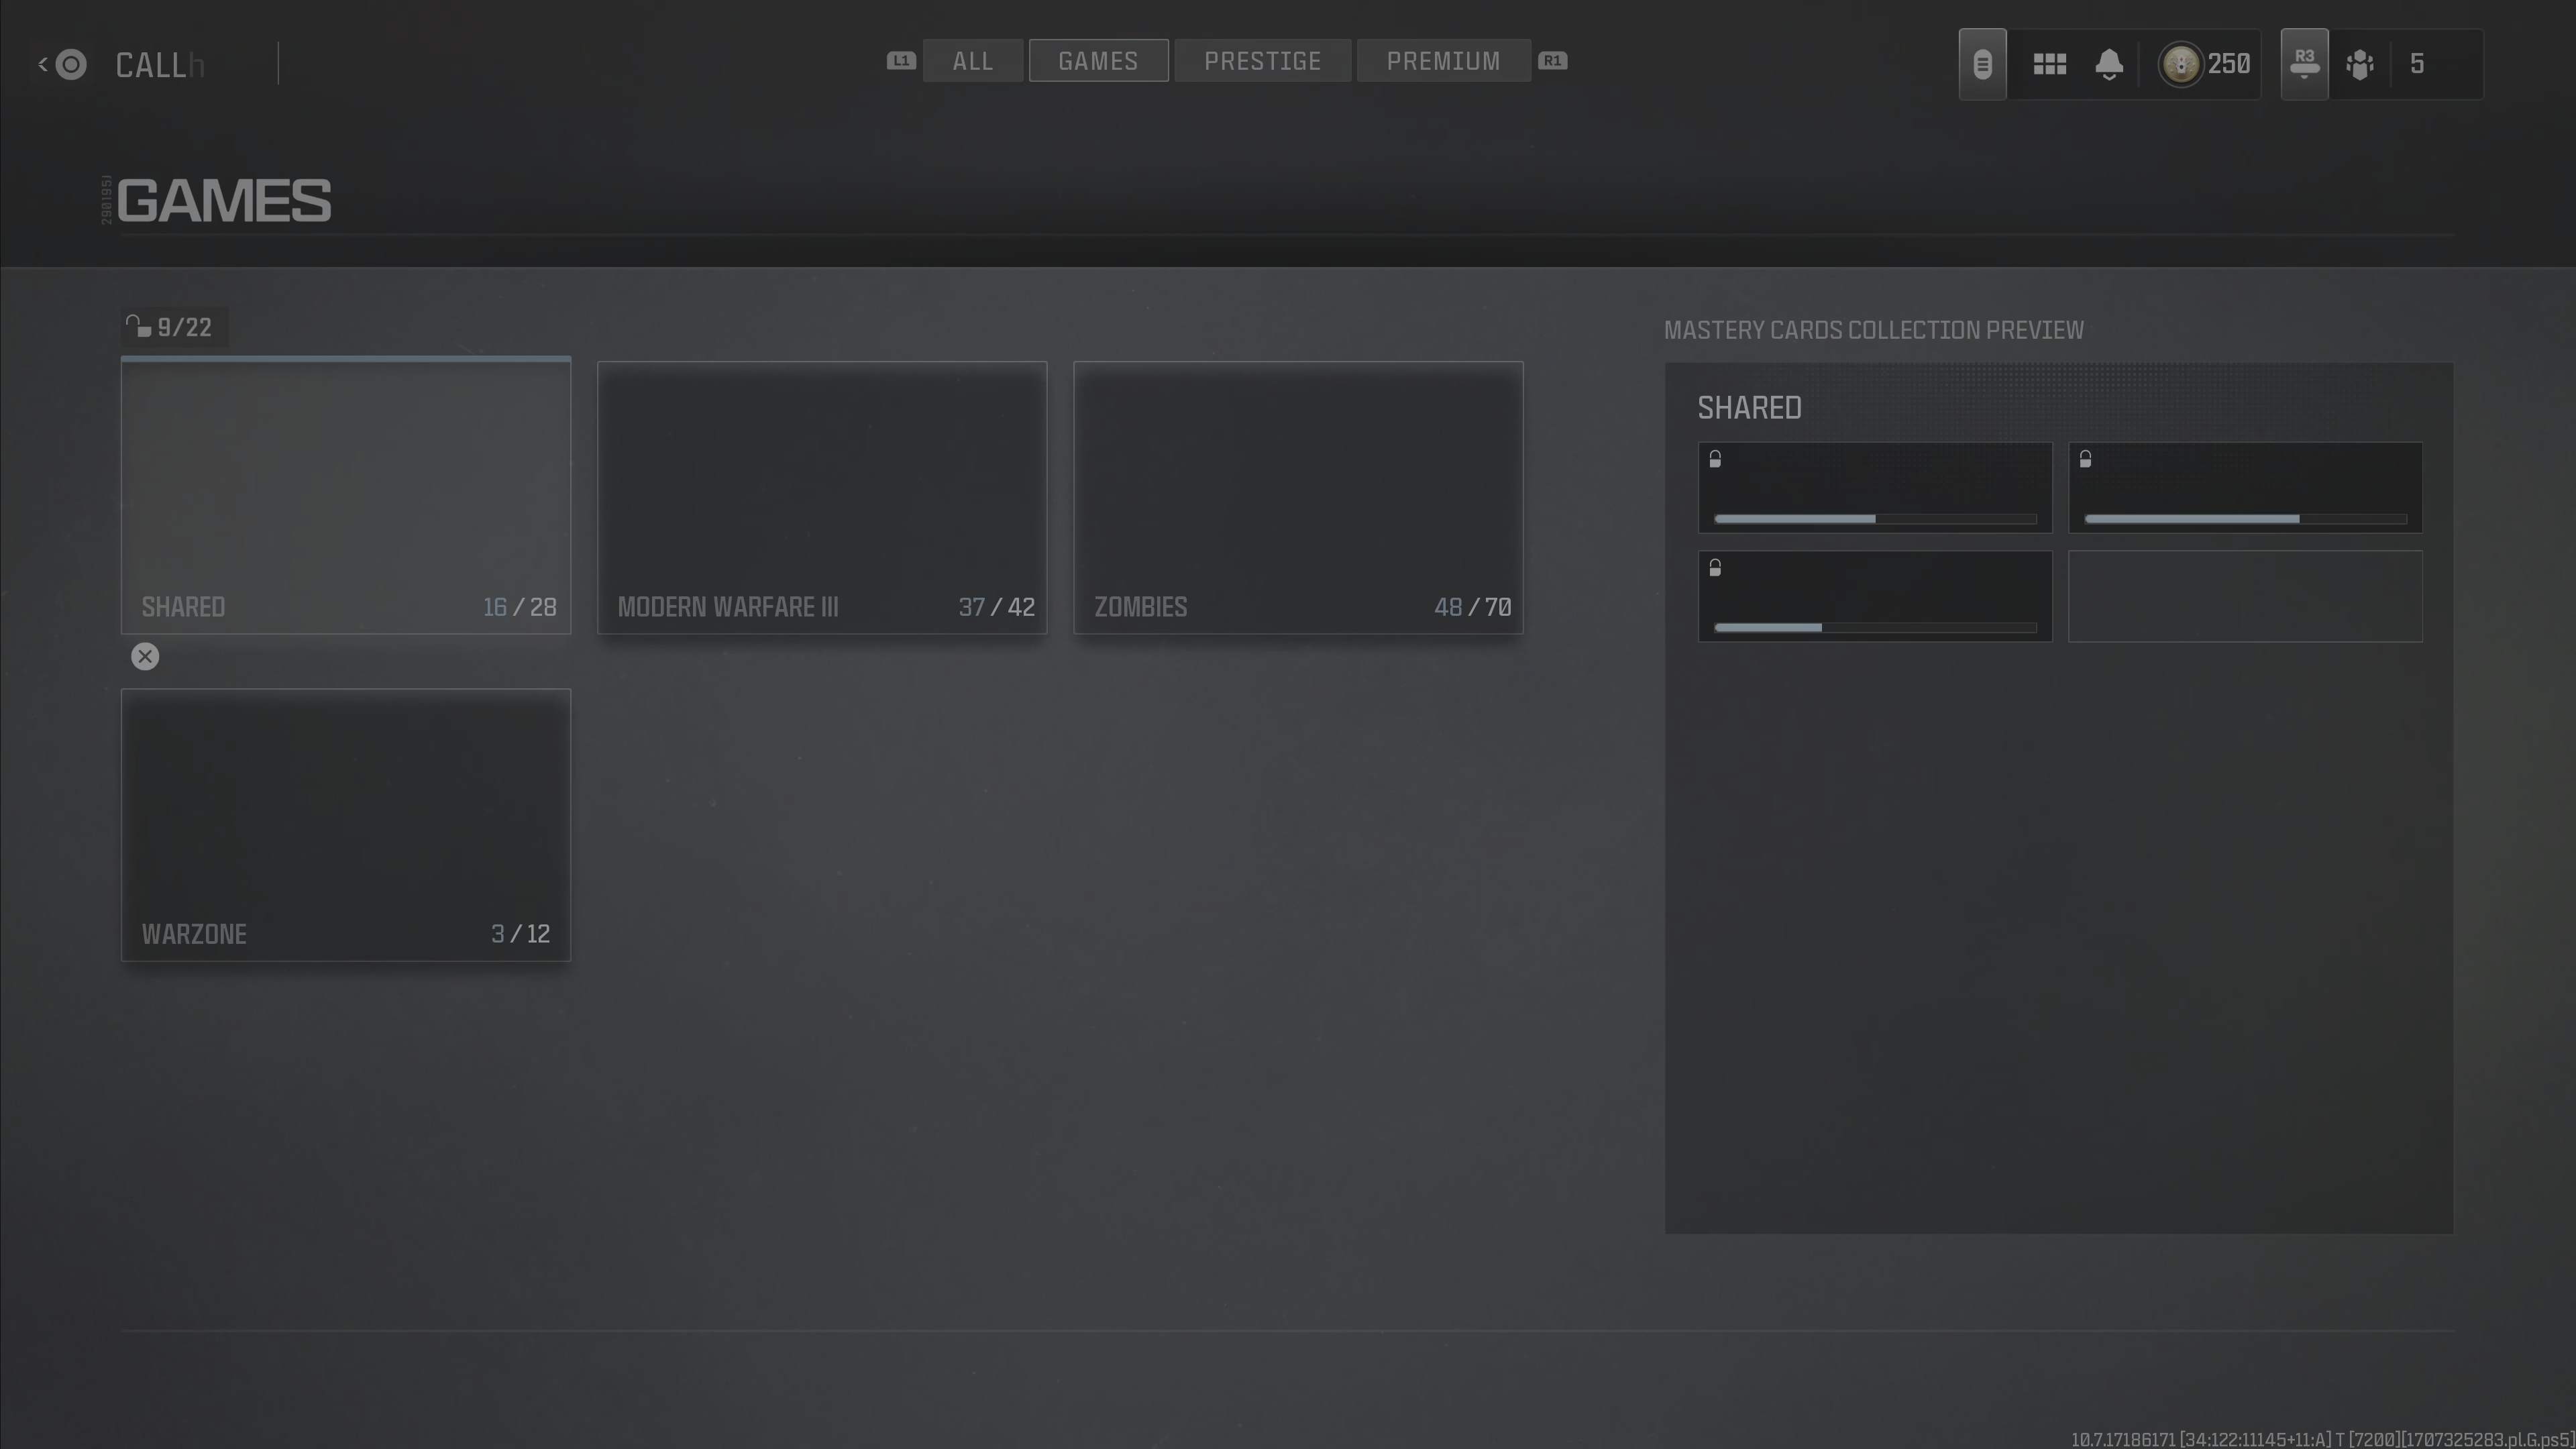 CALLh
L1 ALL GAMES PRESTIGE PREMIUM R1
250 R3 5
2901951
GAMES
9/22
SHARED 16 / 28
MODERN WARFARE III 37 / 42
ZOMBIES 48 / 70
WARZONE 3 / 12
MASTERY CARDS COLLECTION PREVIEW
SHARED
10.7.17186171 [34:122:11145+11:A] T [7200][1707325283.pl.G.ps5]